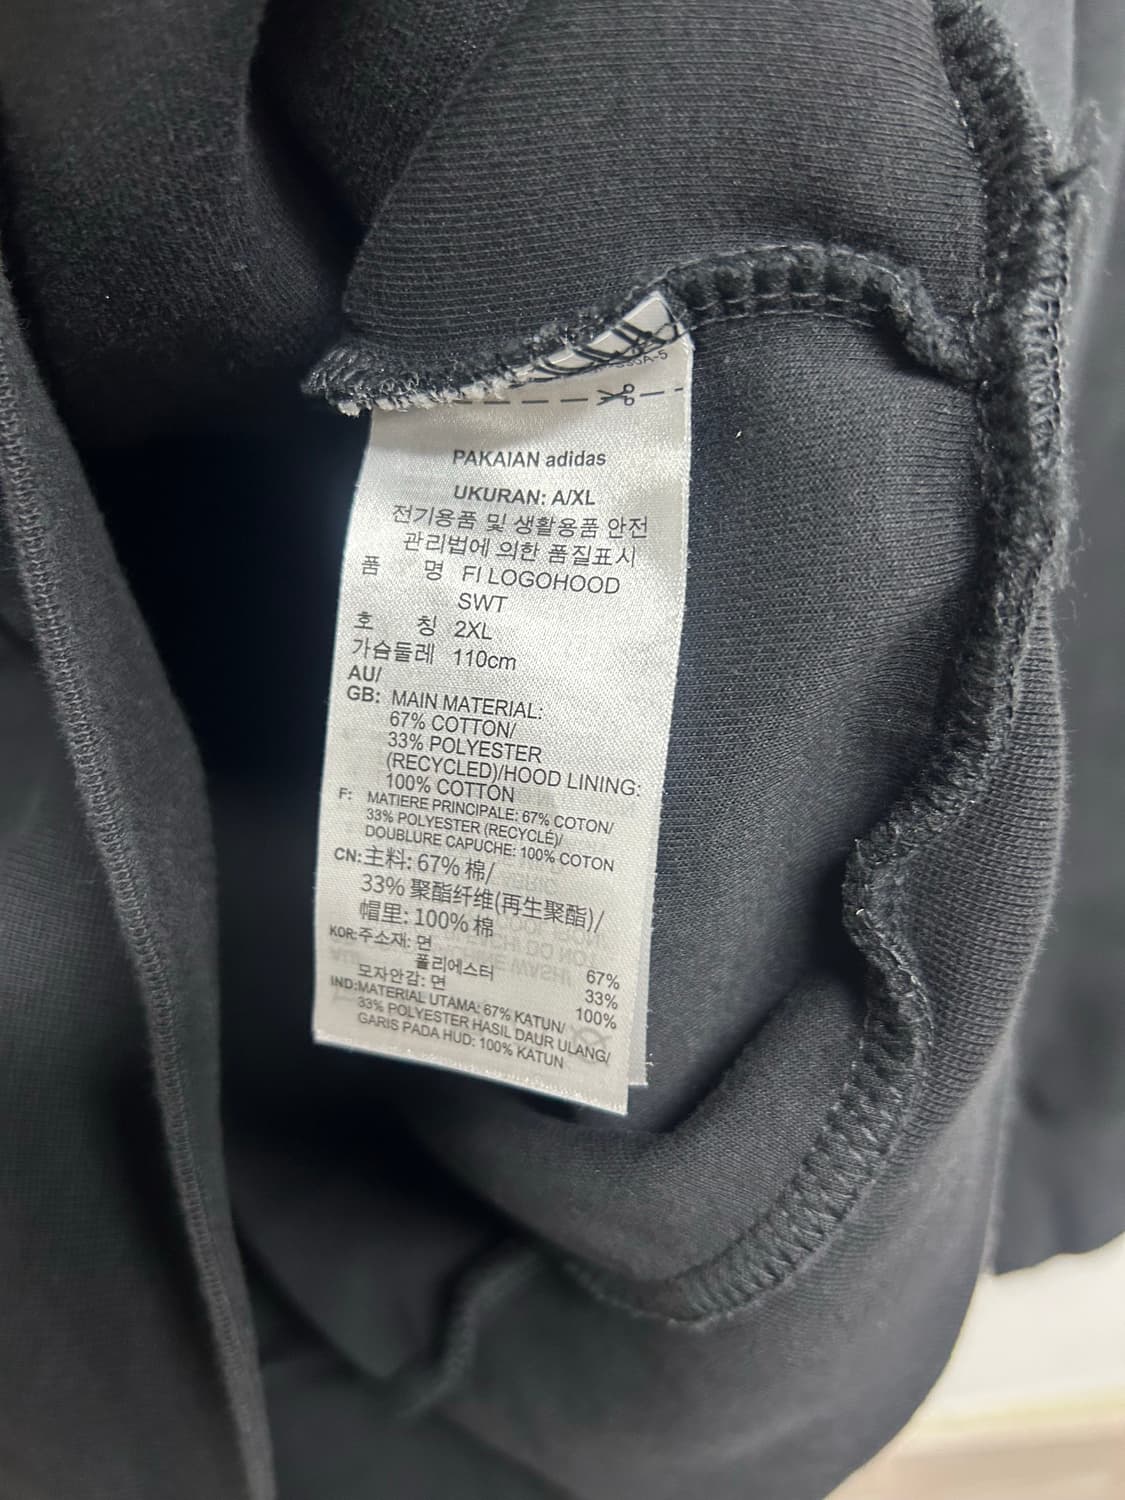 PAKAIAN adidas
UKURAN: A/XL
전기용품 및 생활용품 안전
관리법에 의한 품질표시
품 명 FI LOGOHOOD
SWT
호 칭 2XL
가슴둘레 110cm
AU/
GB: MAIN MATERIAL:
67% COTTON/
33% POLYESTER
(RECYCLED)/HOOD LINING:
100% COTTON
F: MATIERE PRINCIPALE: 67% COTON/
33% POLYESTER (RECYCLÉ)/
DOUBLURE CAPUCHE: 100% COTON
CN:主料: 67% 棉/
33% 聚酯纤维(再生聚酯)/
帽里: 100% 棉
KOR:주소재: 면 67%
폴리에스터 33%
모자안감: 면 100%
IND:MATERIAL UTAMA: 67% KATUN/
33% POLYESTER HASIL DAUR ULANG/
GARIS PADA HUD: 100% KATUN